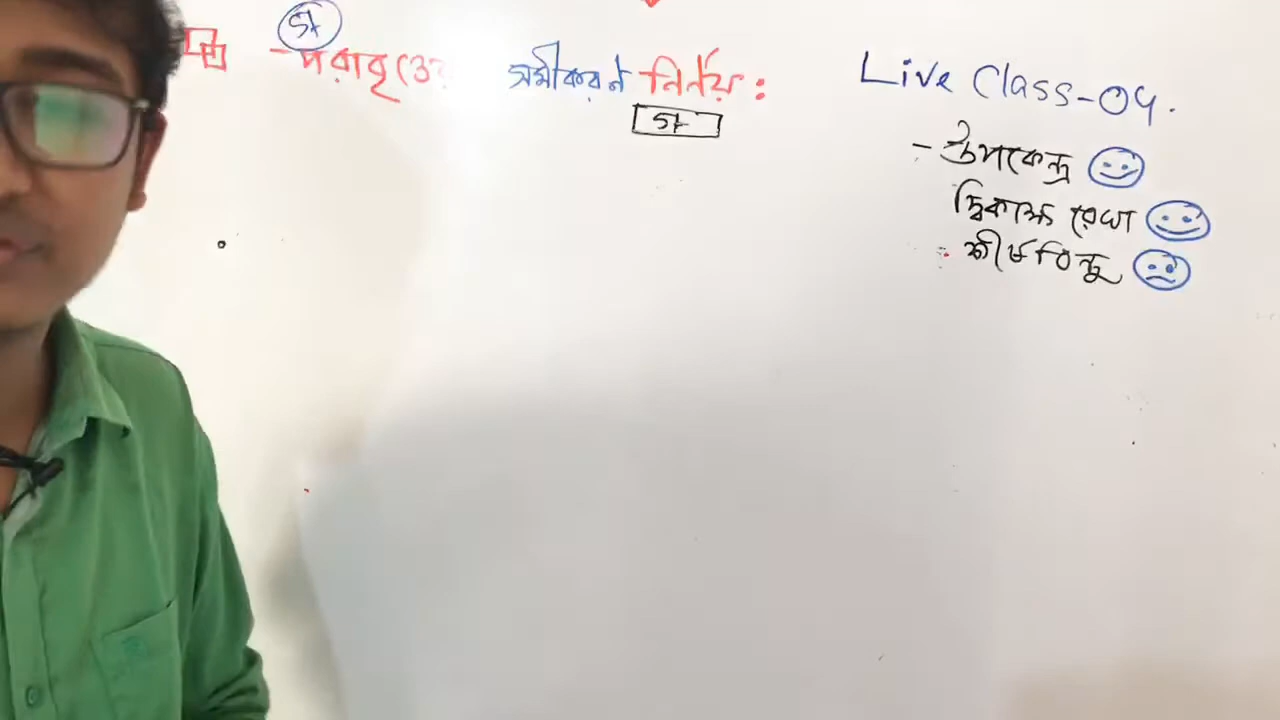 পরাবৃত্তের সমীকরণ নির্ণয় :
Live Class-04.
- উপকেন্দ্র
দ্বিকাক্ষ রেখা
শীর্ষবিন্দু